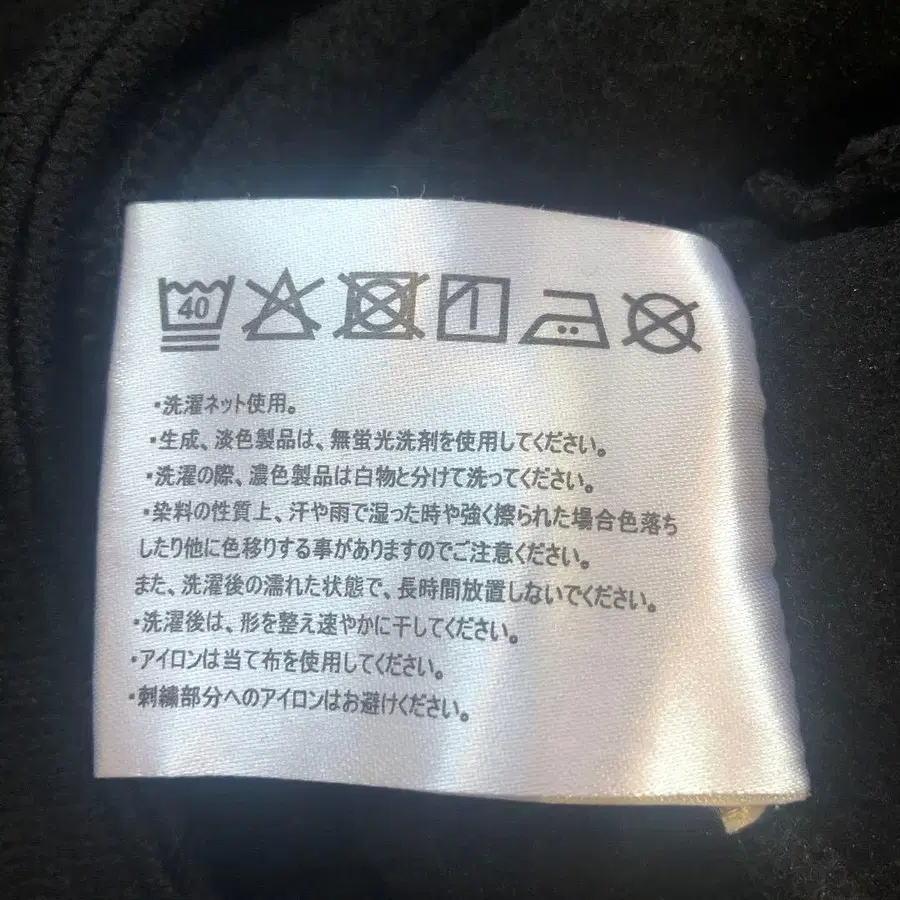 40
・洗濯ネット使用。
・生成、淡色製品は、無蛍光洗剤を使用してください。
・洗濯の際、濃色製品は白物と分けて洗ってください。
・染料の性質上、汗や雨で湿った時や強く擦られた場合色落ち
したり他に色移りする事がありますのでご注意ください。
また、洗濯後の濡れた状態で、長時間放置しないでください。
・洗濯後は、形を整え速やかに干してください。
・アイロンは当て布を使用してください。
・刺繍部分へのアイロンはお避けください。